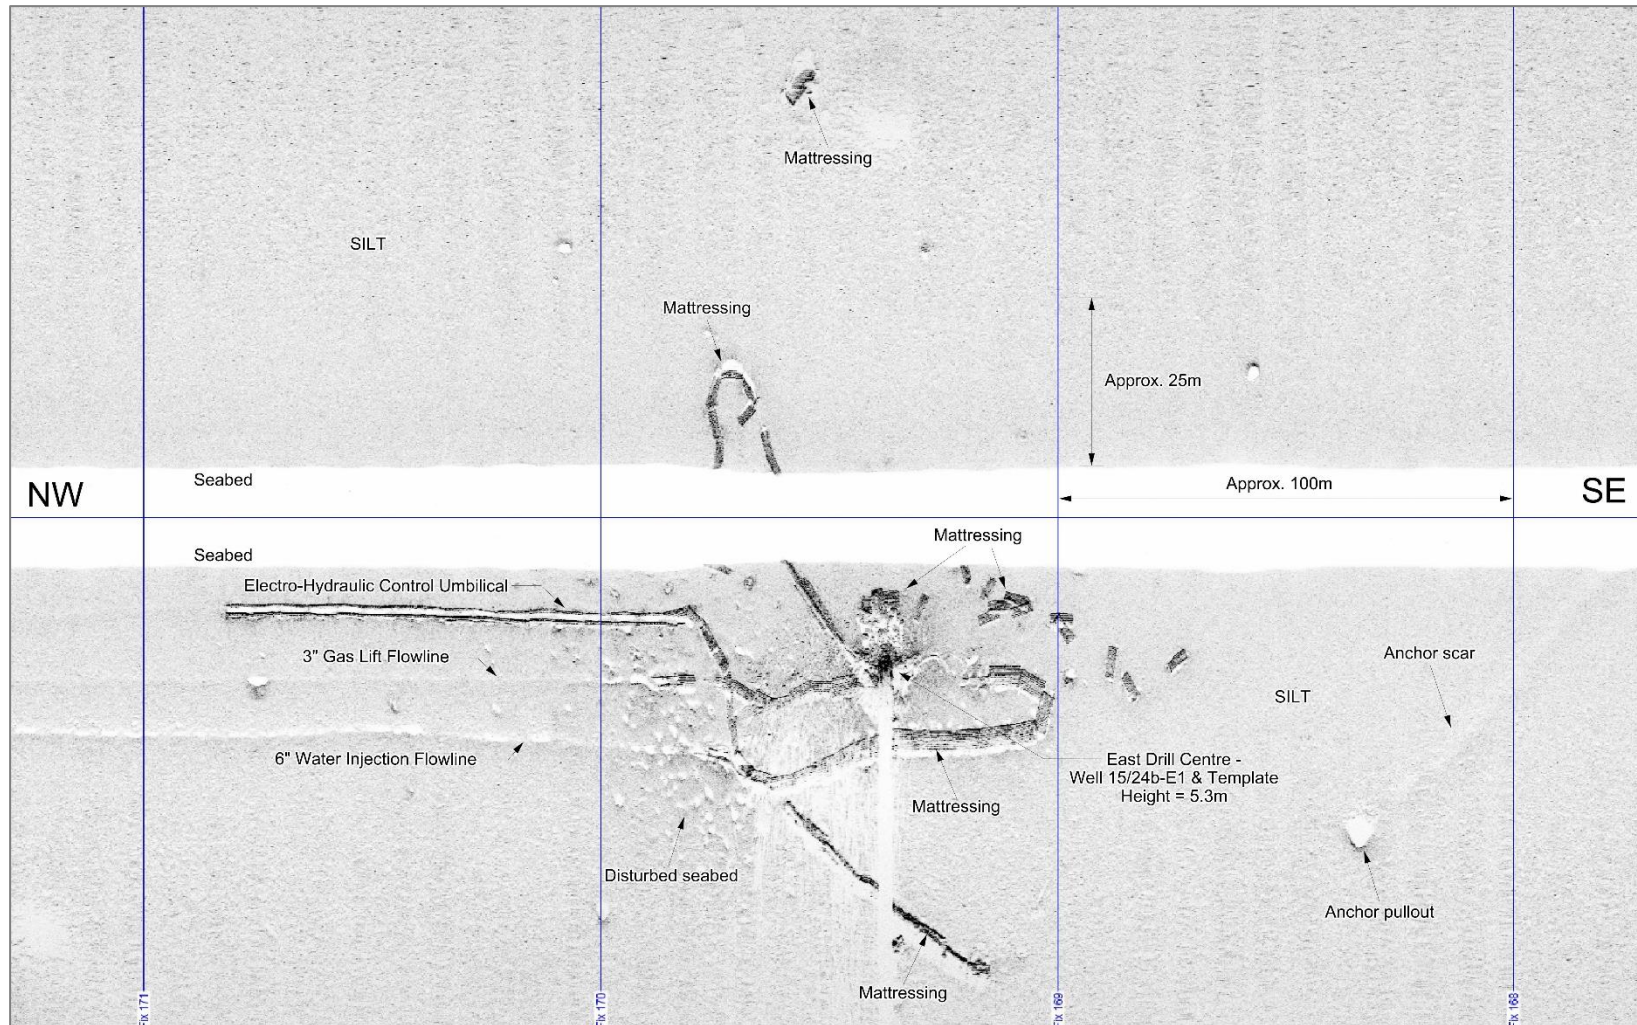 Mattressing
SILT
Mattressing
Approx. 25m
Seabed
NW
Approx. 100m
SE
Seabed
Mattressing
Electro-Hydraulic Control Umbilical
3" Gas Lift Flowline
Anchor scar
SILT
6" Water Injection Flowline
East Drill Centre -
Well 15/24b-E1 & Template
Height = 5.3m
Mattressing
Disturbed seabed
Anchor pullout
Mattressing
Fix 171
Fix 170
Fix 169
Fix 168